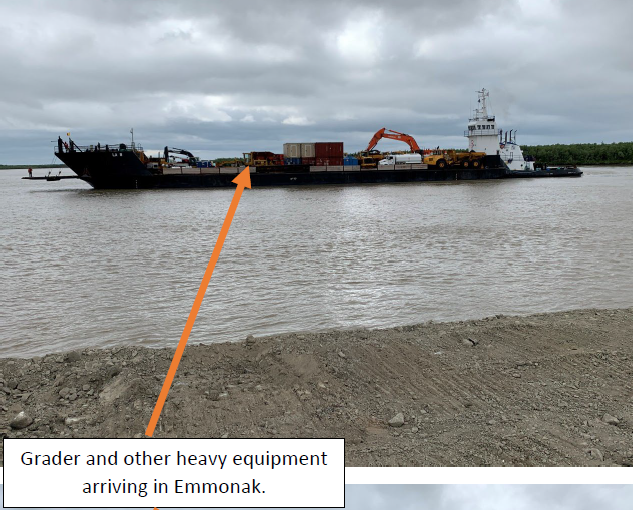 Grader and other heavy equipment
arriving in Emmonak.